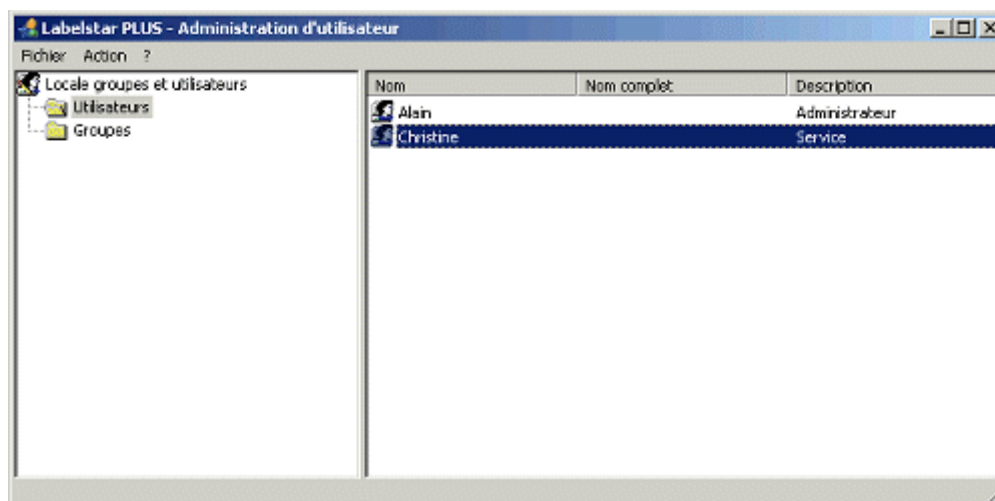 Labelstar PLUS - Administration d'utilisateur
Fichier Action ?
Locale groupes et utilisateurs
Utilisateurs
Groupes
Nom Nom complet Description
Alain Administrateur
Christine Service